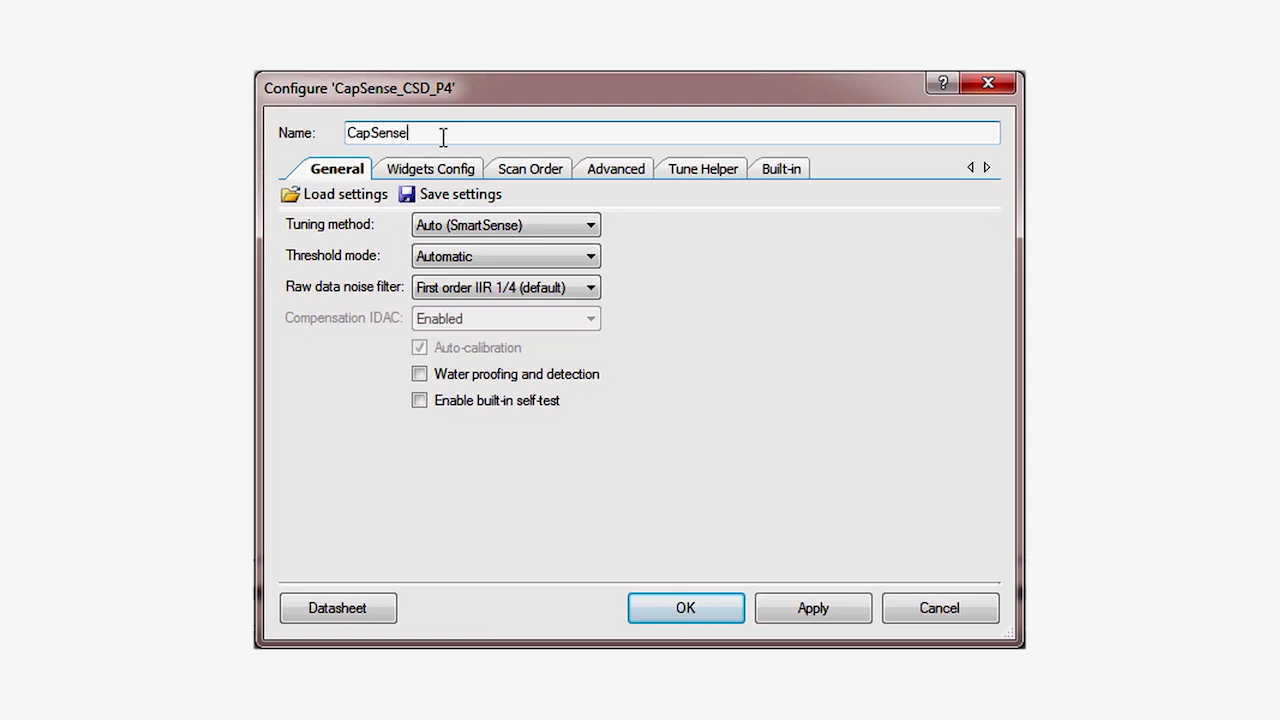 Configure 'CapSense_CSD_P4'
?
Name: CapSense
General Widgets Config Scan Order Advanced Tune Helper Built-in
Load settings Save settings
Tuning method: Auto (SmartSense)
Threshold mode: Automatic
Raw data noise filter: First order IIR 1/4 (default)
Compensation IDAC: Enabled
Auto-calibration
Water proofing and detection
Enable built-in self-test
Datasheet OK Apply Cancel